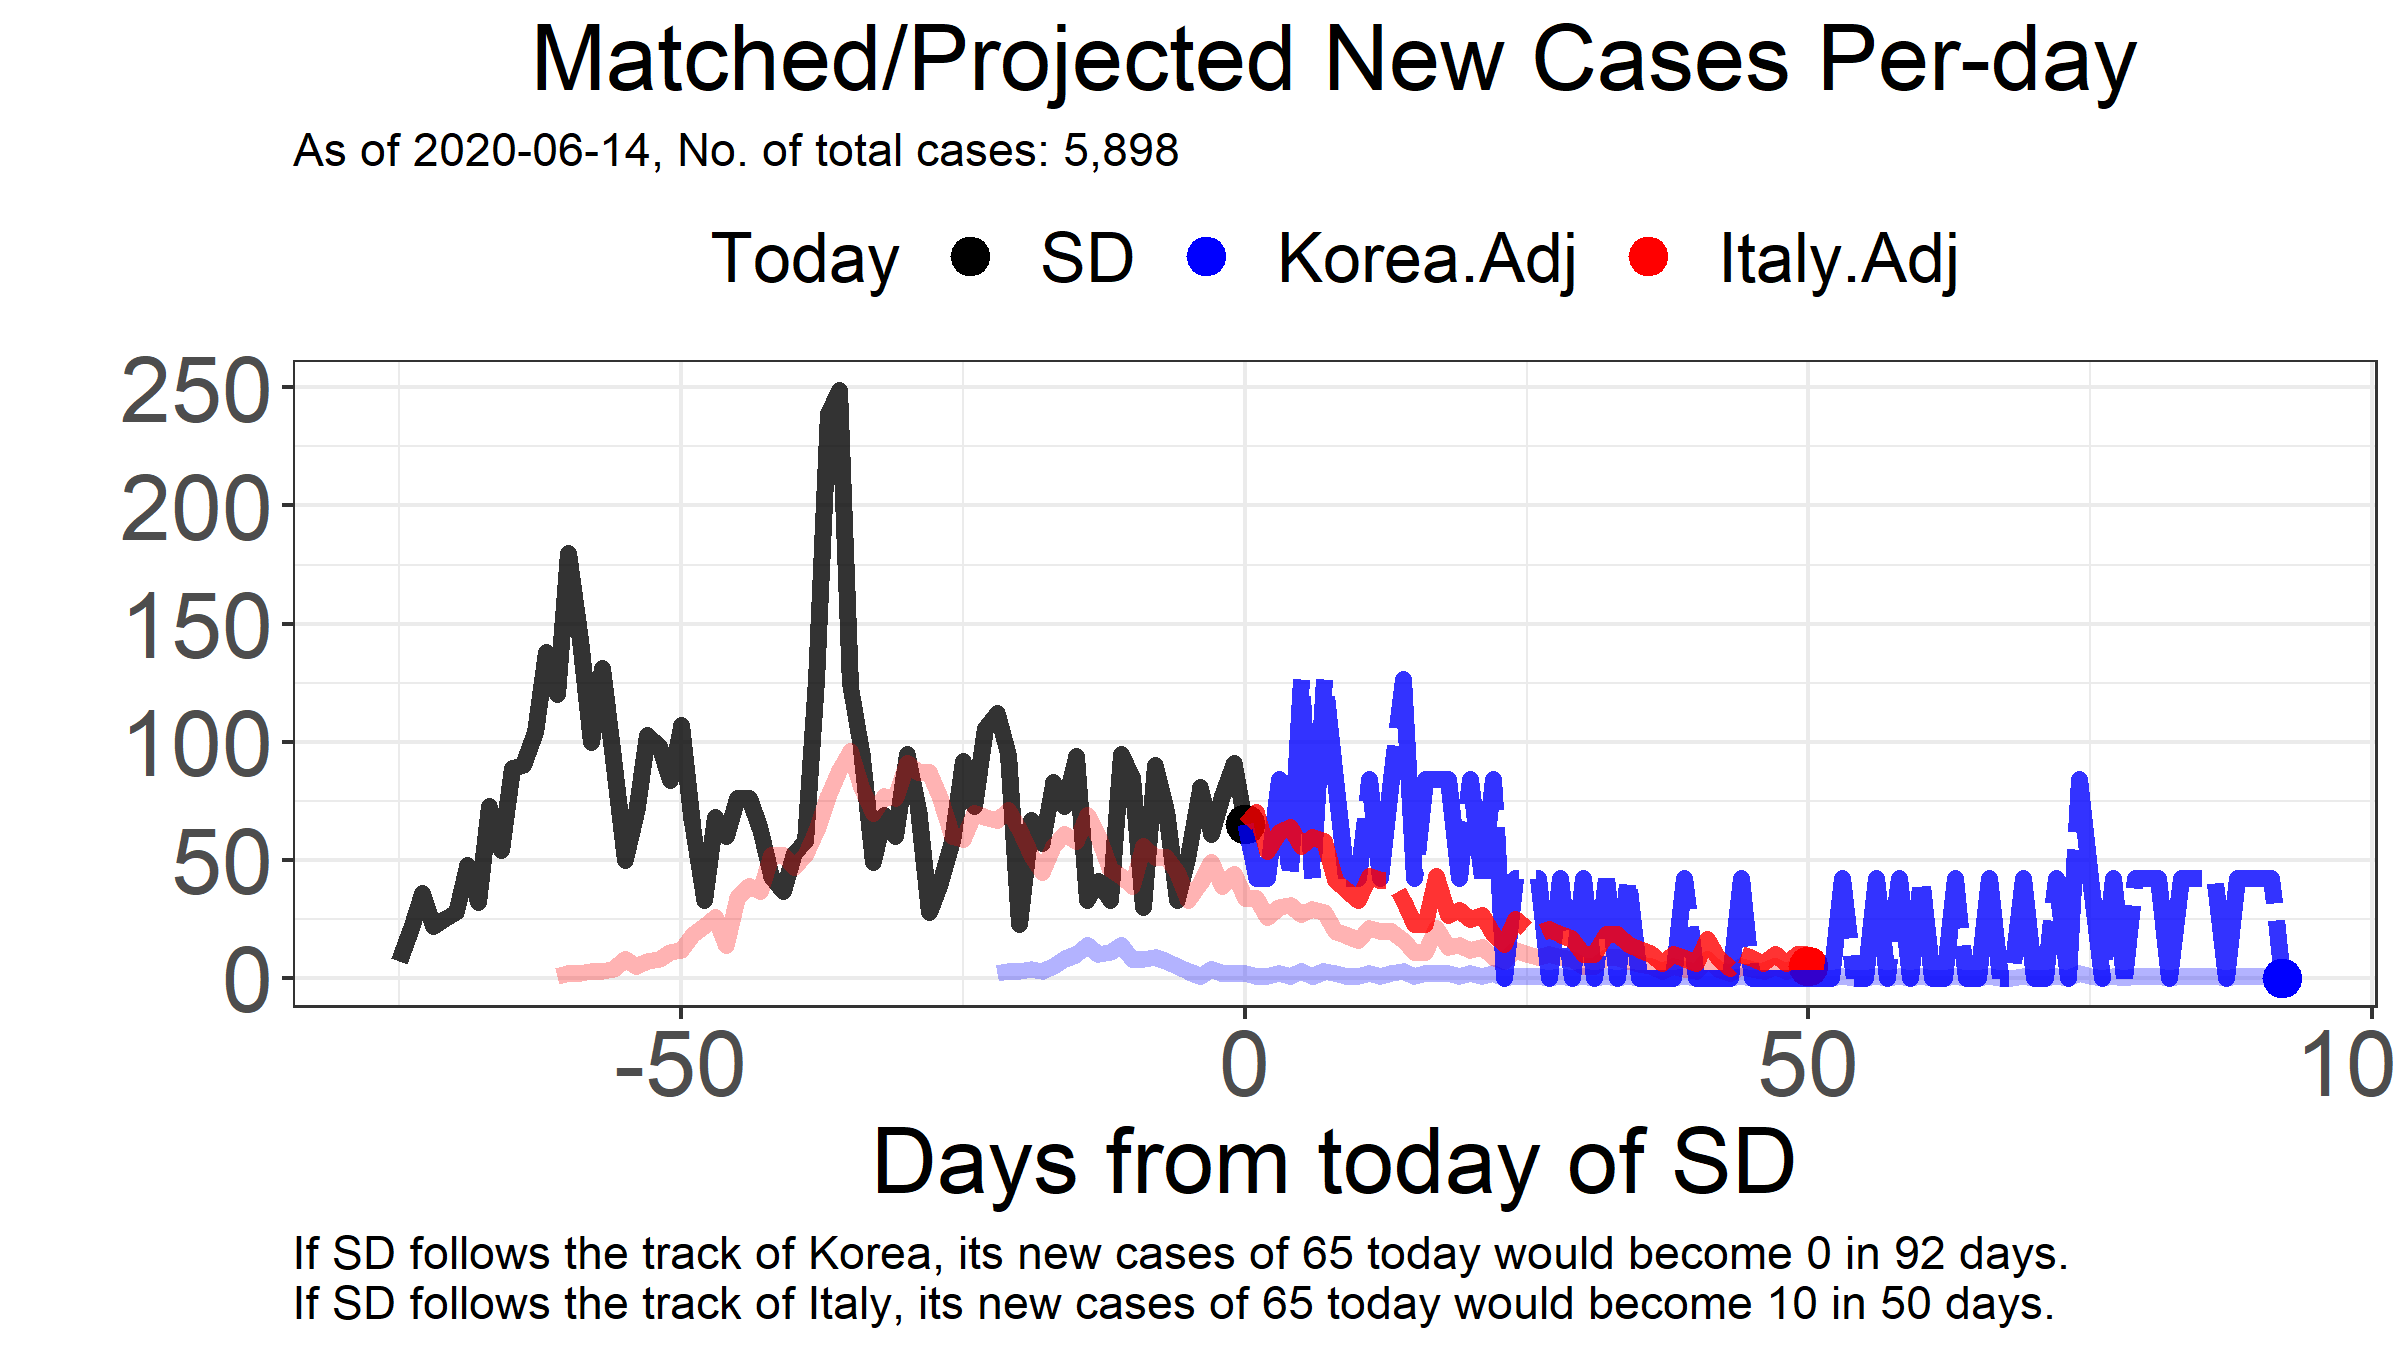 Matched/Projected New Cases Per-day
As of 2020-06-14, No. of total cases: 5,898
Today SD Korea.Adj Italy.Adj
250
200
150
100
50
0
-50 0 50 10
Days from today of SD
If SD follows the track of Korea, its new cases of 65 today would become 0 in 92 days.
If SD follows the track of Italy, its new cases of 65 today would become 10 in 50 days.